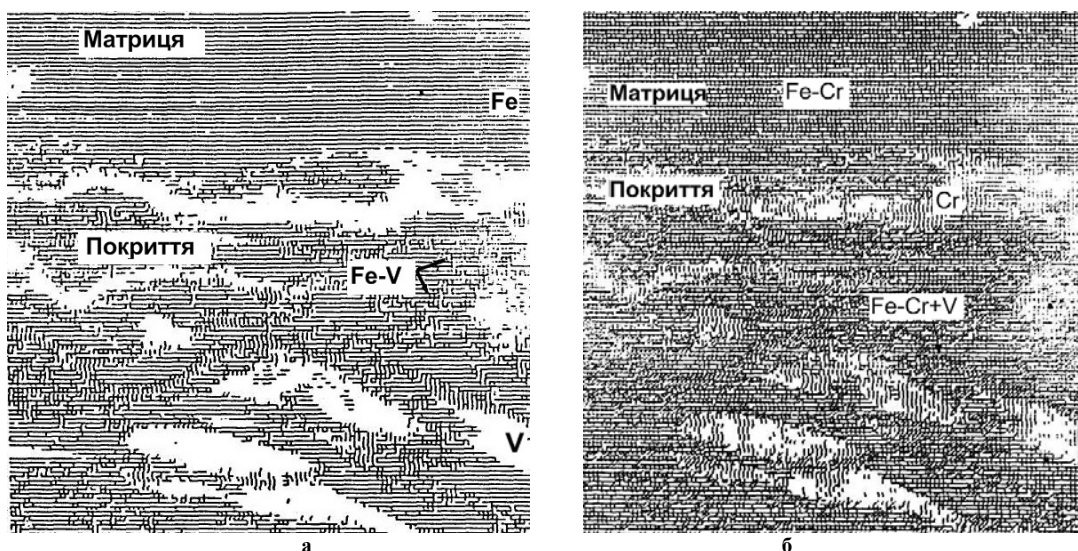 Матриця
Fe
Покриття
Fe-V
V
а
Fe-Cr
Матриця
Покриття
Cr
Fe-Cr+V
б